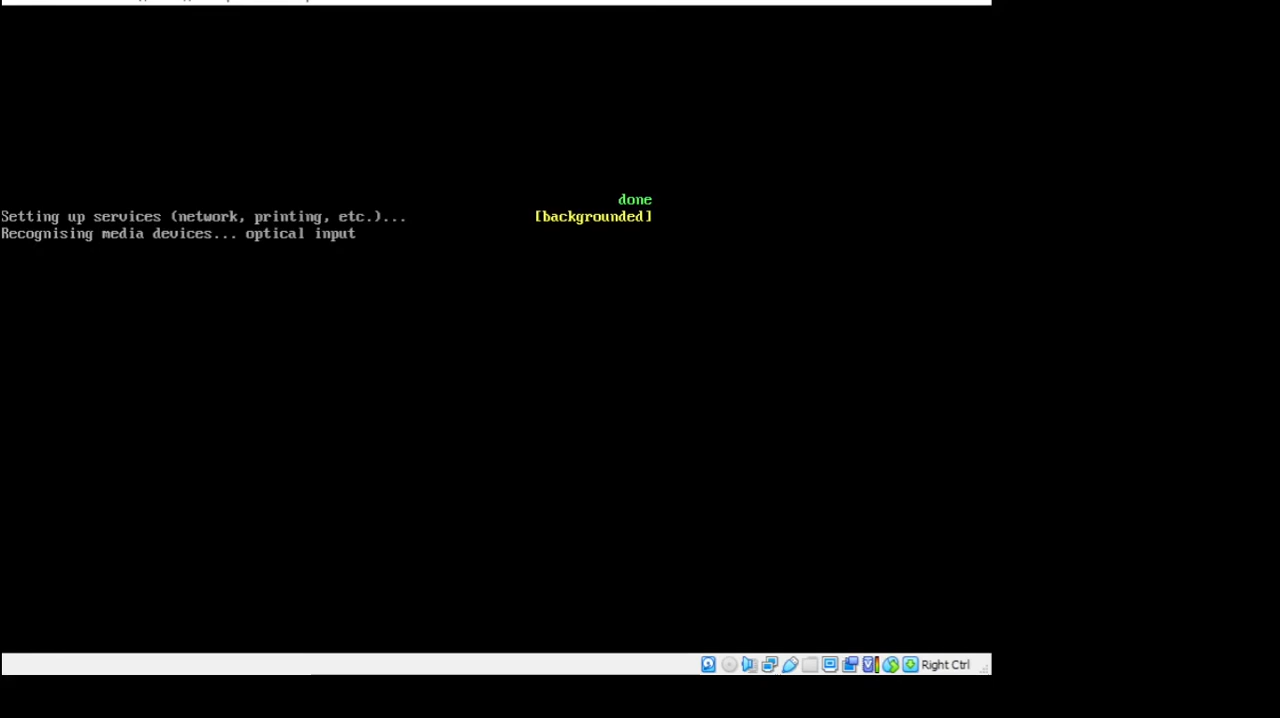 done
Setting up services (network, printing, etc.)... [backgrounded]
Recognising media devices... optical input
Right Ctrl